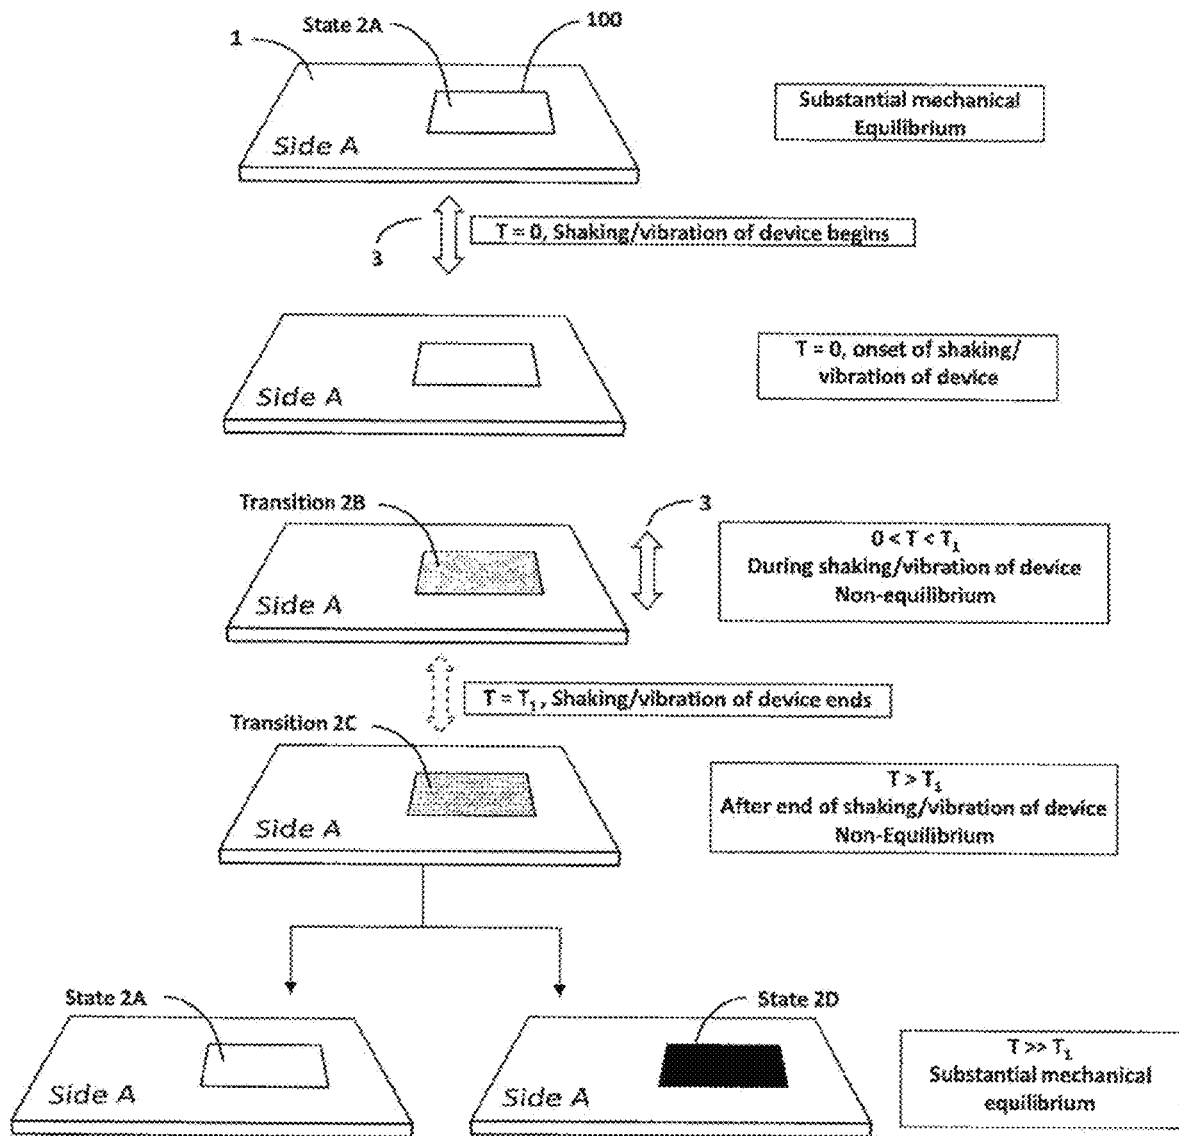 State 2A
100
1
Side A
Substantial mechanical
Equilibrium
3
T = 0, Shaking/vibration of device begins
Side A
T = 0, onset of shaking/
vibration of device
Transition 2B
3
Side A
0 < T < T₁
During shaking/vibration of device
Non-equilibrium
T = T₁ , Shaking/vibration of device ends
Transition 2C
Side A
T > T₁
After end of shaking/vibration of device
Non-Equilibrium
State 2A
Side A
State 2D
Side A
T >> T₁
Substantial mechanical
equilibrium